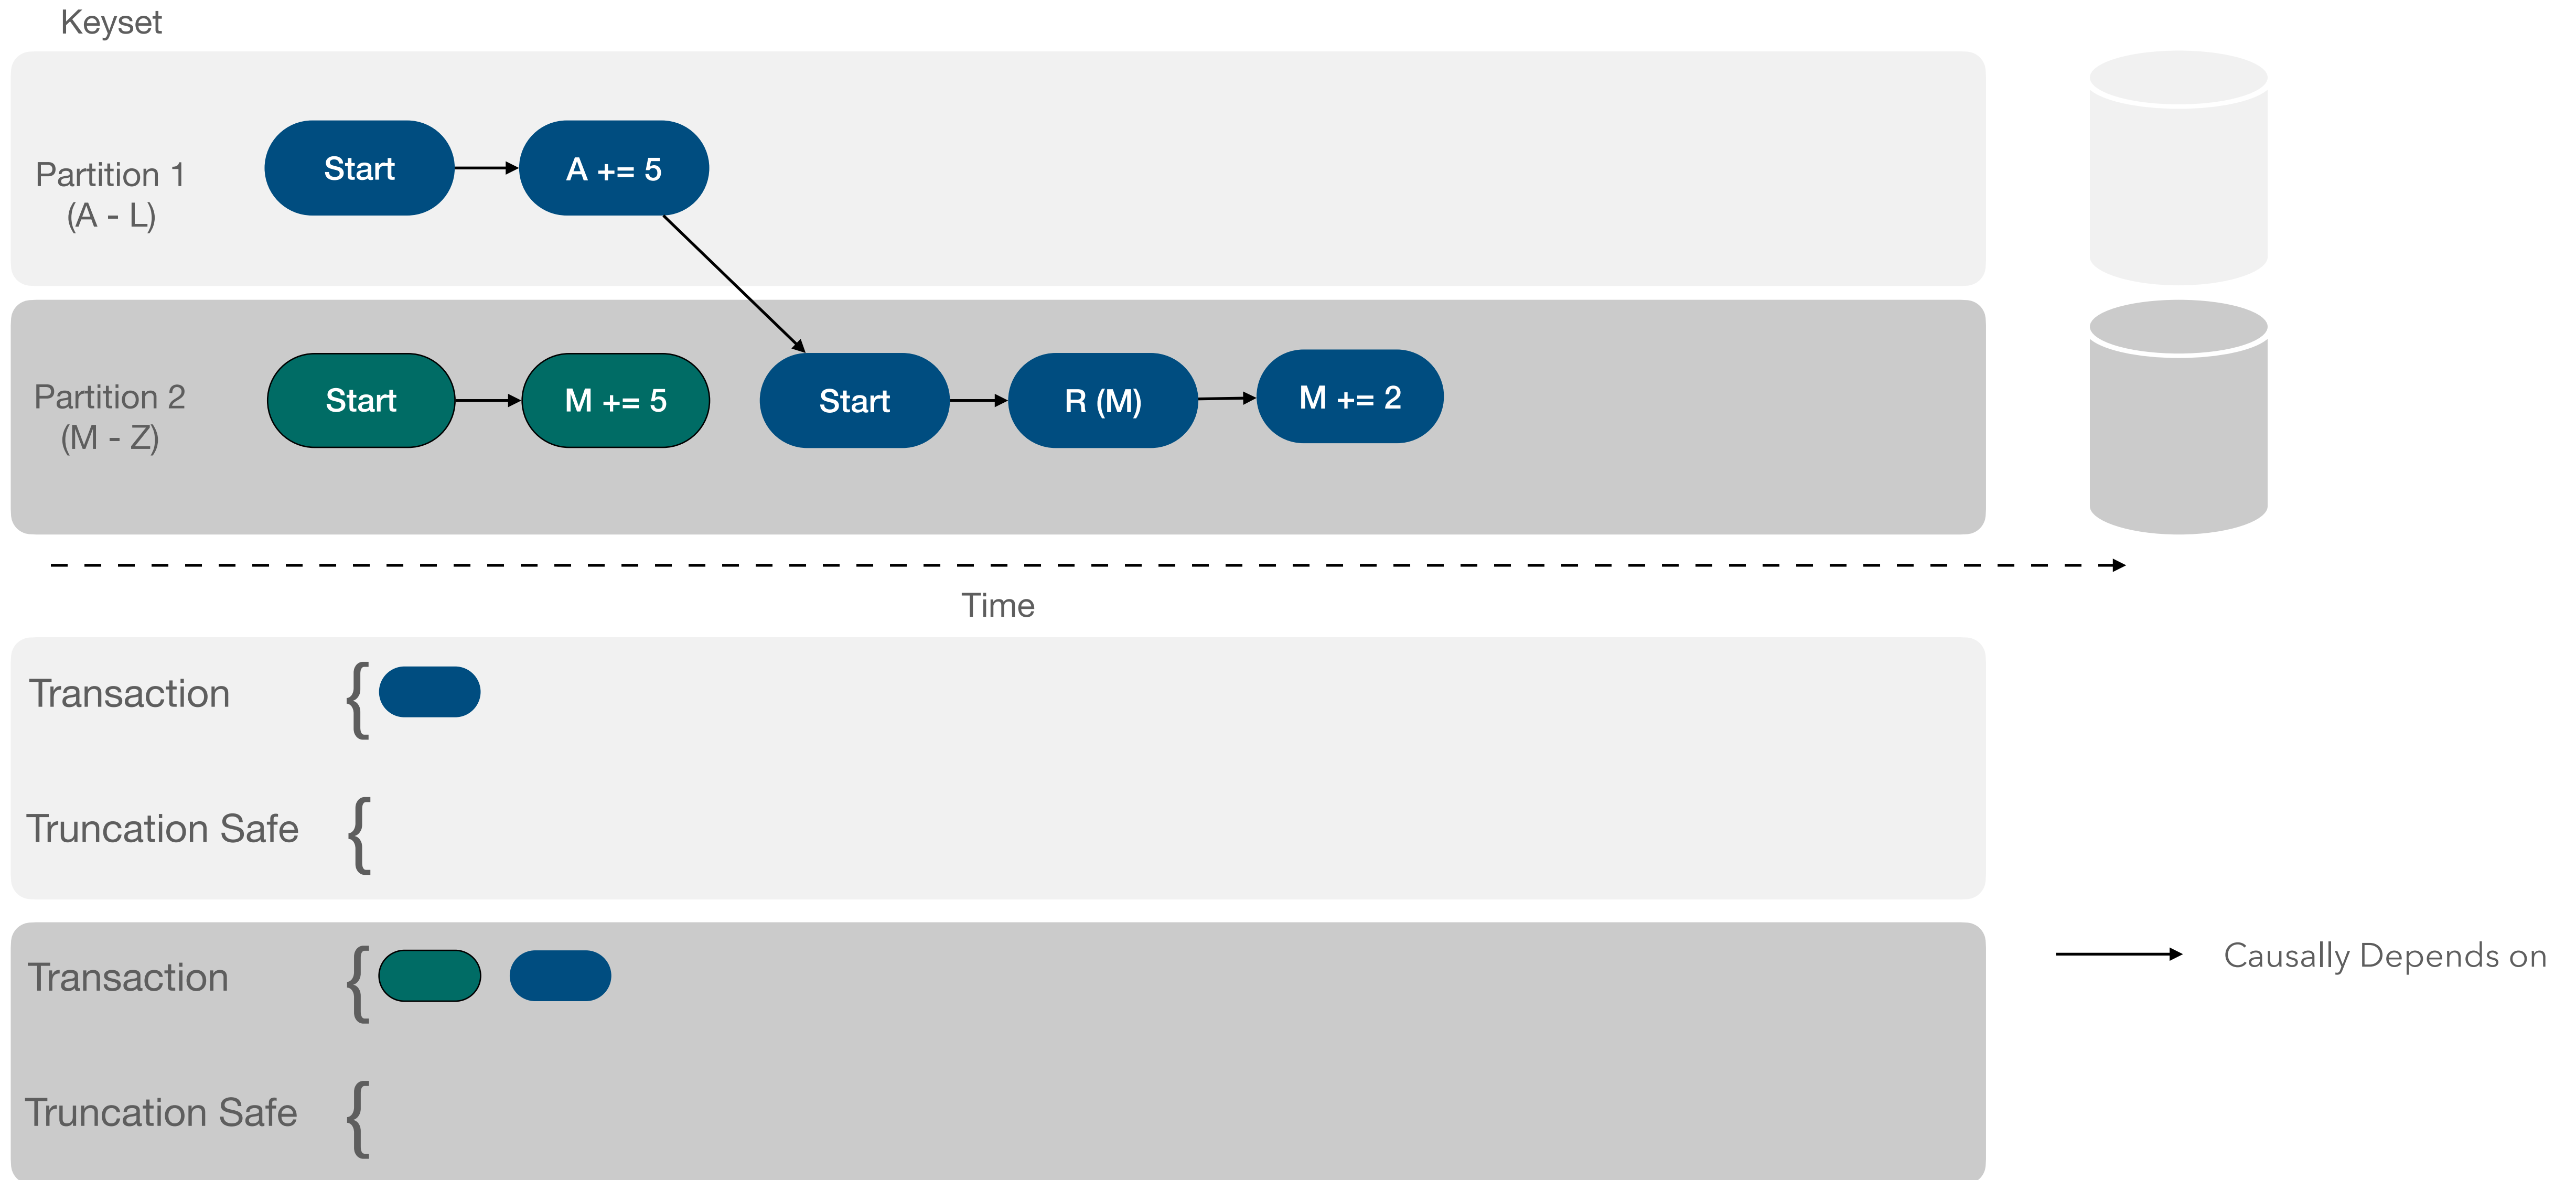 Keyset
Partition 1
(A - L)
Start
A += 5
Partition 2
(M - Z)
Start
M += 5
Start
R (M)
M += 2
Time
Transaction
{
Truncation Safe
{
Transaction
{
Truncation Safe
{
Causally Depends on